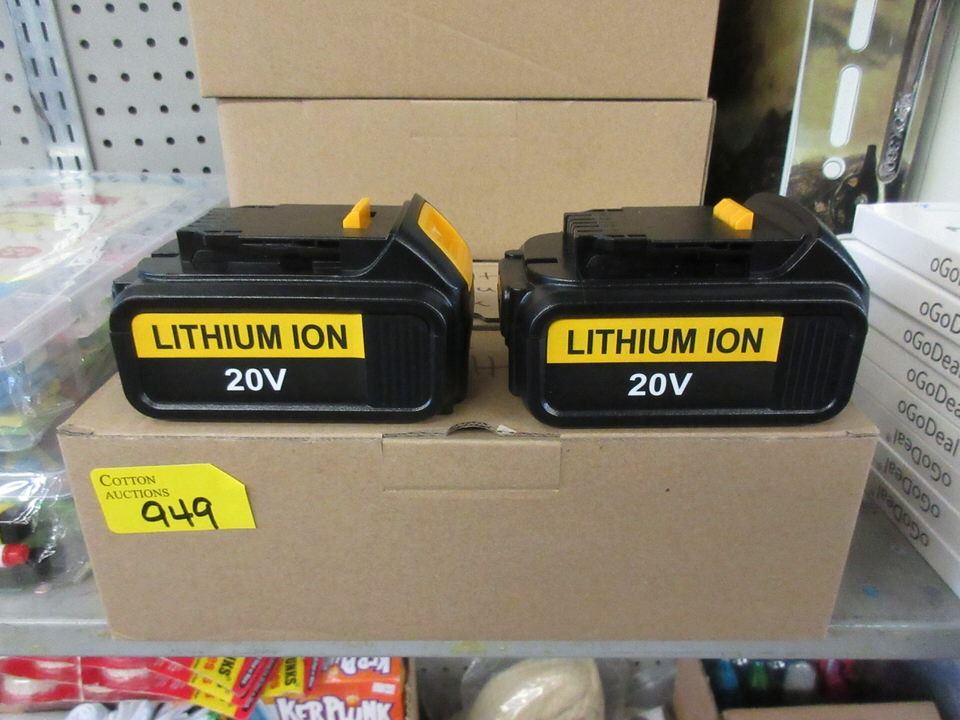 LITHIUM ION
20V
LITHIUM ION
20V
COTTON
AUCTIONS
949
oGoDeal
oGoDeal
oGoDeal
oGoDeal
KERPLUNK